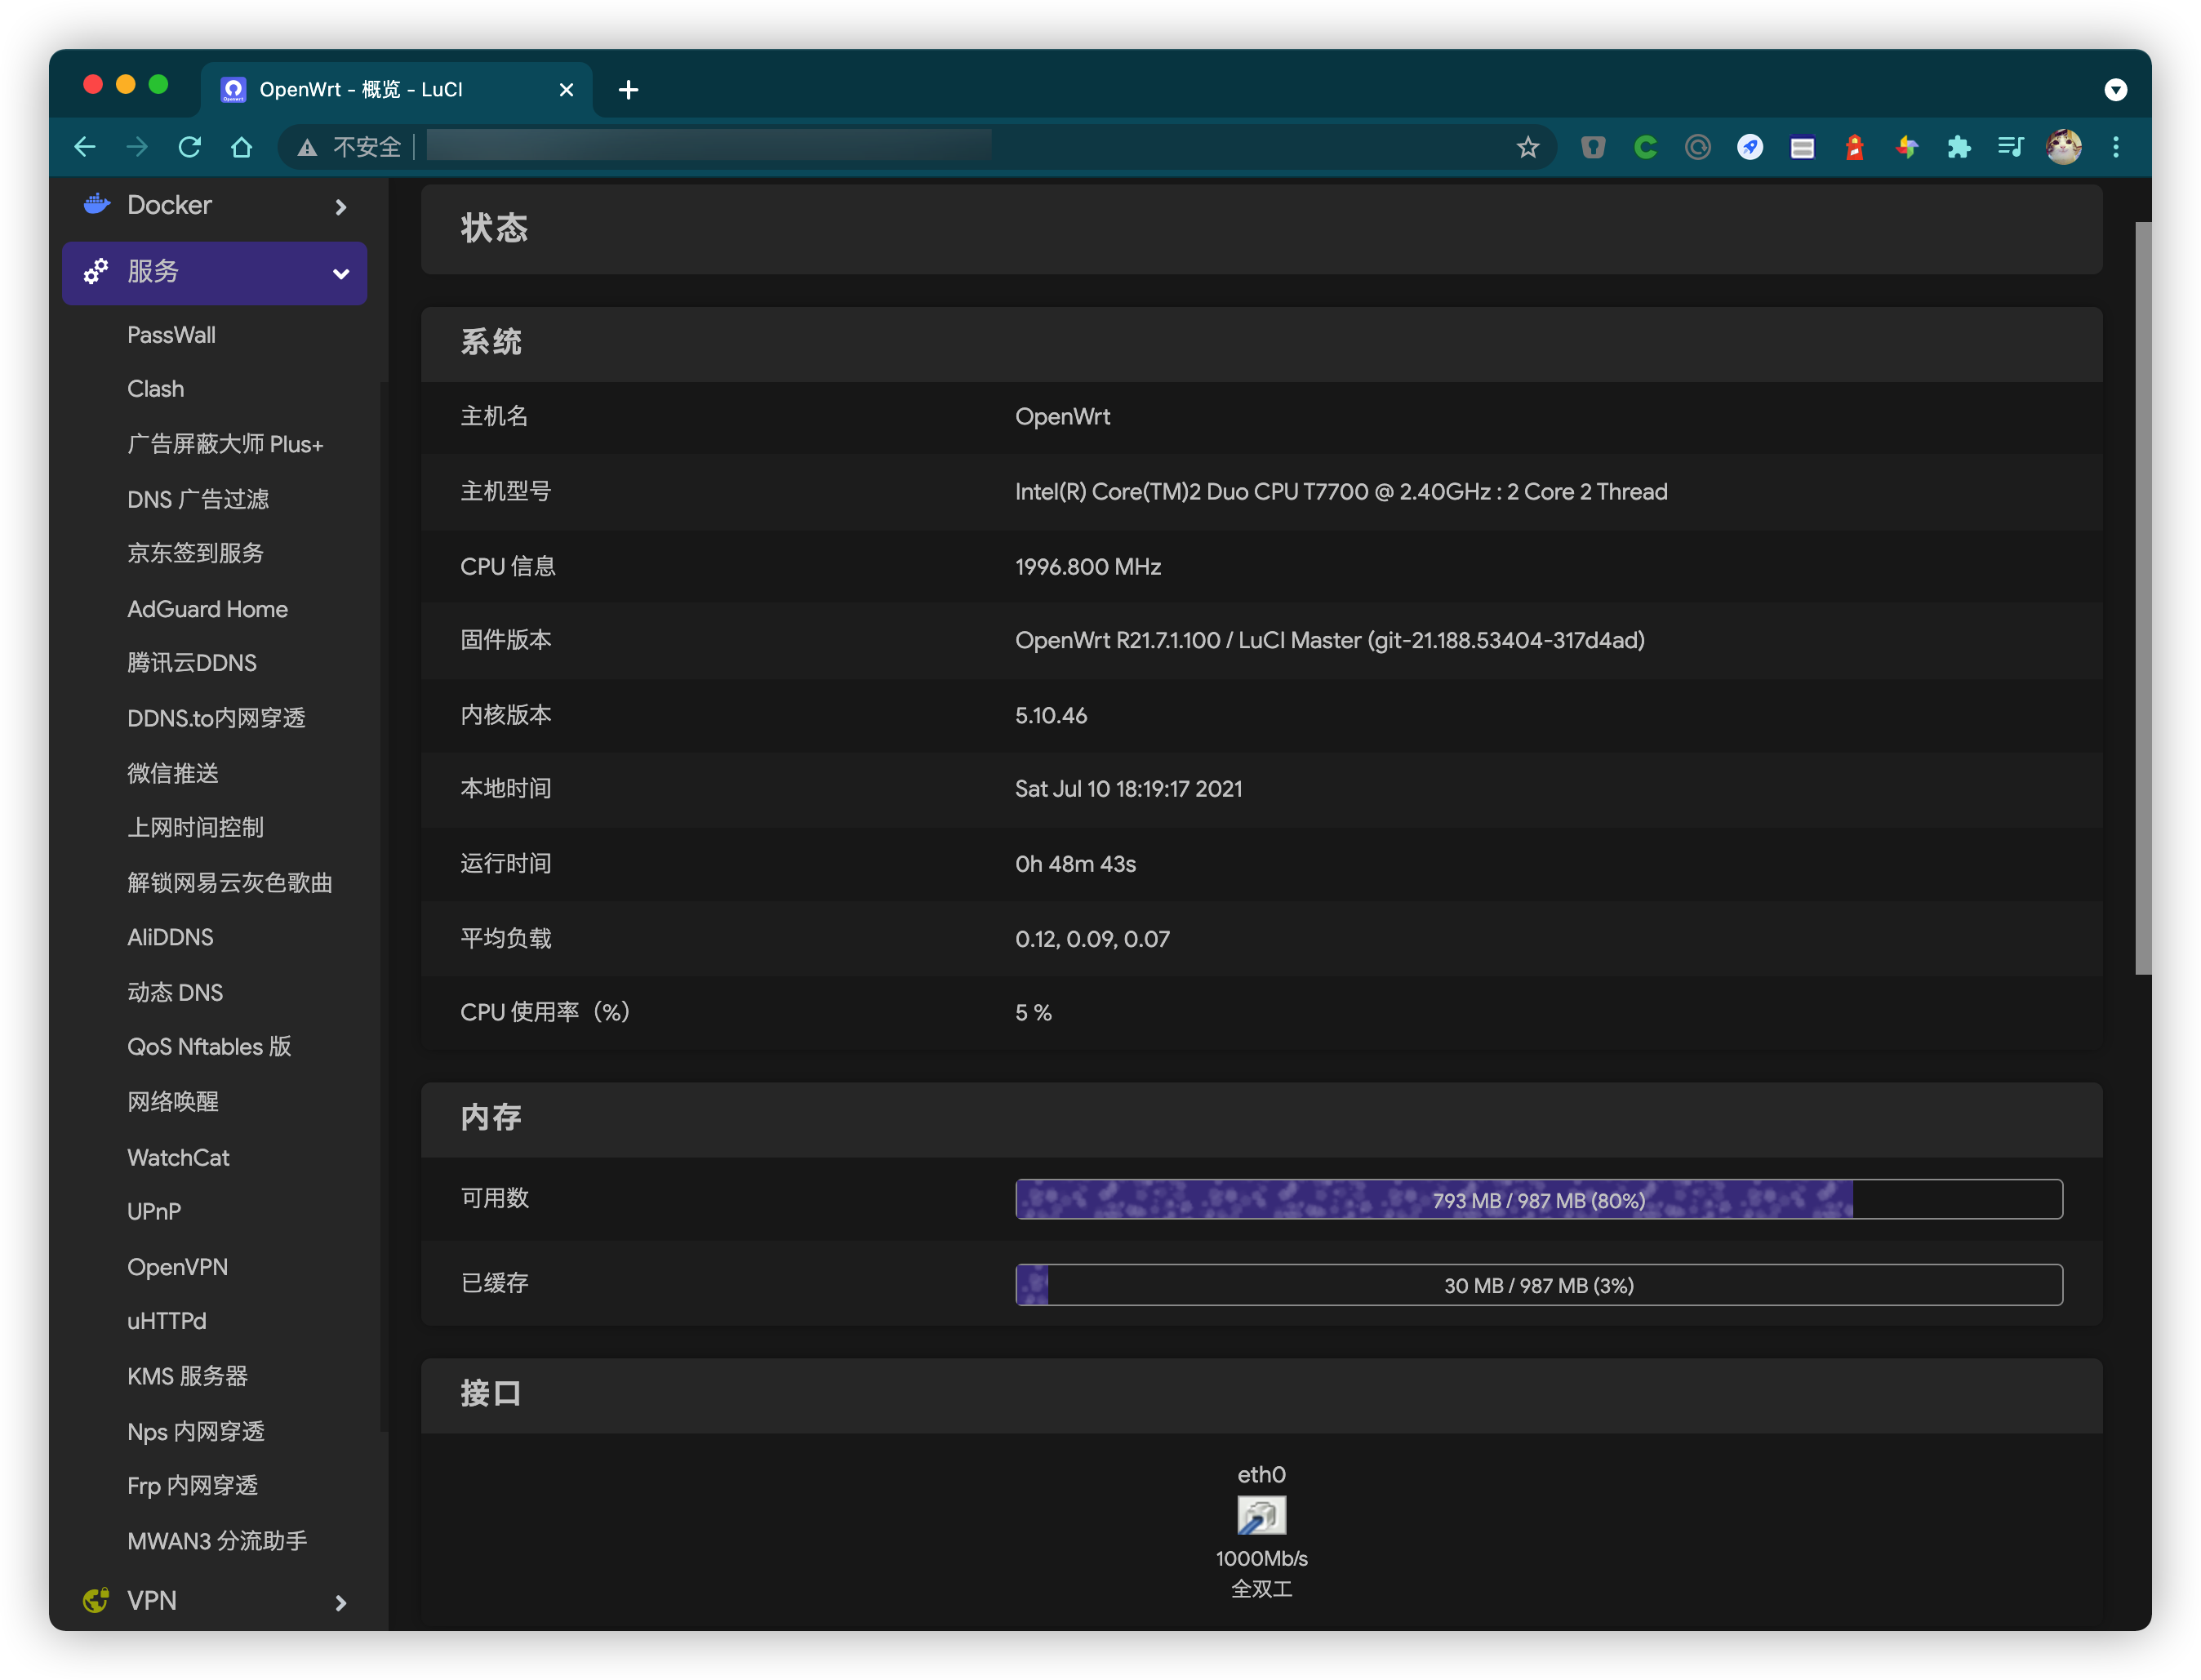 OpenWrt - 概览 - LuCI
不安全
Docker
服务
PassWall
Clash
广告屏蔽大师 Plus+
DNS 广告过滤
京东签到服务
AdGuard Home
腾讯云DDNS
DDNS.to内网穿透
微信推送
上网时间控制
解锁网易云灰色歌曲
AliDDNS
动态 DNS
QoS Nftables 版
网络唤醒
WatchCat
UPnP
OpenVPN
uHTTPd
KMS 服务器
Nps 内网穿透
Frp 内网穿透
MWAN3 分流助手
VPN
状态
系统
主机名 OpenWrt
主机型号 Intel(R) Core(TM)2 Duo CPU T7700 @ 2.40GHz : 2 Core 2 Thread
CPU 信息 1996.800 MHz
固件版本 OpenWrt R21.7.1.100 / LuCI Master (git-21.188.53404-317d4ad)
内核版本 5.10.46
本地时间 Sat Jul 10 18:19:17 2021
运行时间 0h 48m 43s
平均负载 0.12, 0.09, 0.07
CPU 使用率（%） 5 %
内存
可用数 793 MB / 987 MB (80%)
已缓存 30 MB / 987 MB (3%)
接口
eth0
1000Mb/s
全双工